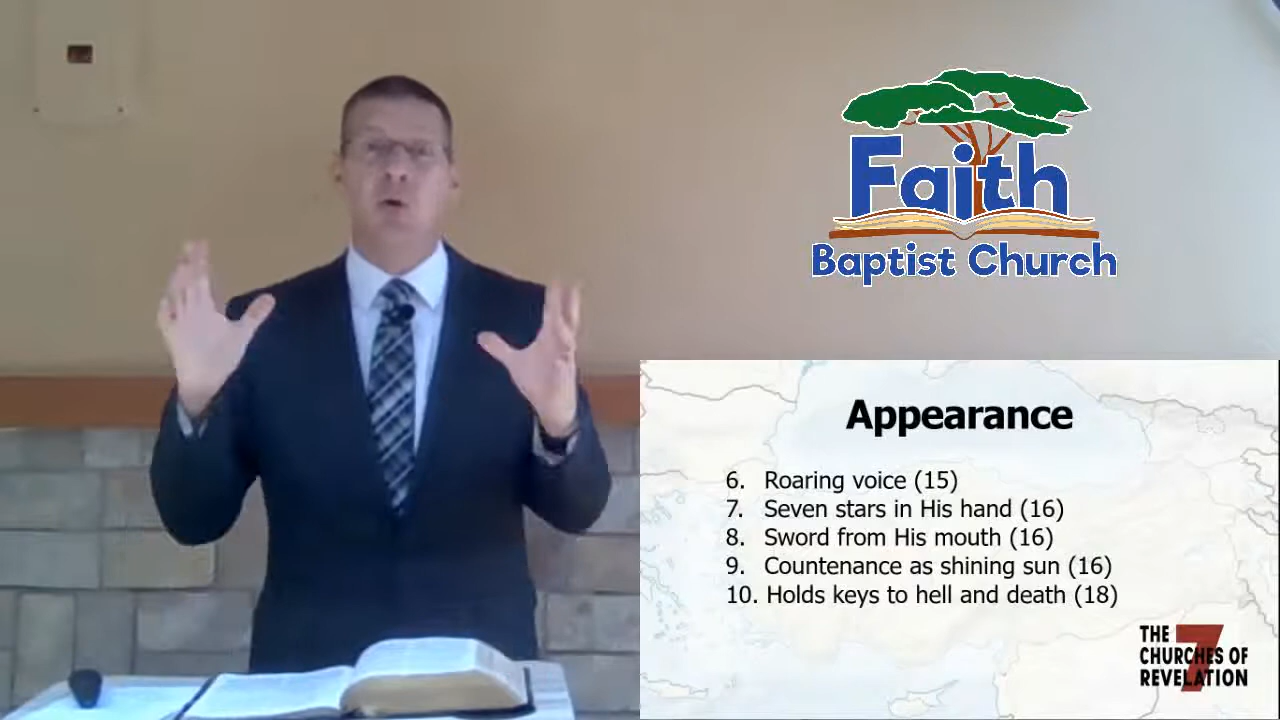 Faith
Baptist Church
Appearance
6. Roaring voice (15)
7. Seven stars in His hand (16)
8. Sword from His mouth (16)
9. Countenance as shining sun (16)
10. Holds keys to hell and death (18)
7
THE
CHURCHES OF
REVELATION